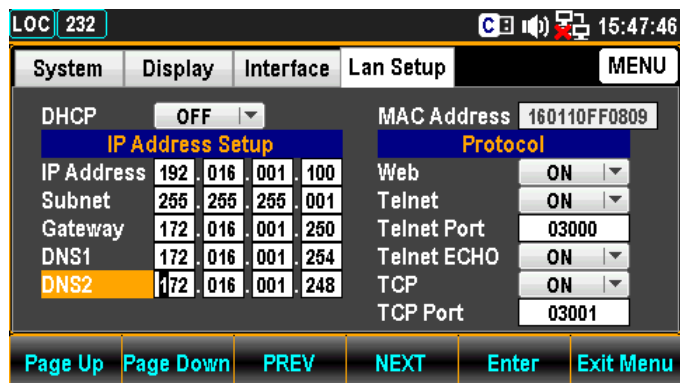 LOC 232 C 15:47:46
System Display Interface Lan Setup MENU
DHCP OFF MAC Address 160110FF0809
IP Address Setup Protocol
IP Address 192 . 016 . 001 . 100 Web ON
Subnet 255 . 255 . 255 . 001 Telnet ON
Gateway 172 . 016 . 001 . 250 Telnet Port 03000
DNS1 172 . 016 . 001 . 254 Telnet ECHO ON
DNS2 172 . 016 . 001 . 248 TCP ON
TCP Port 03001
Page Up Page Down PREV NEXT Enter Exit Menu